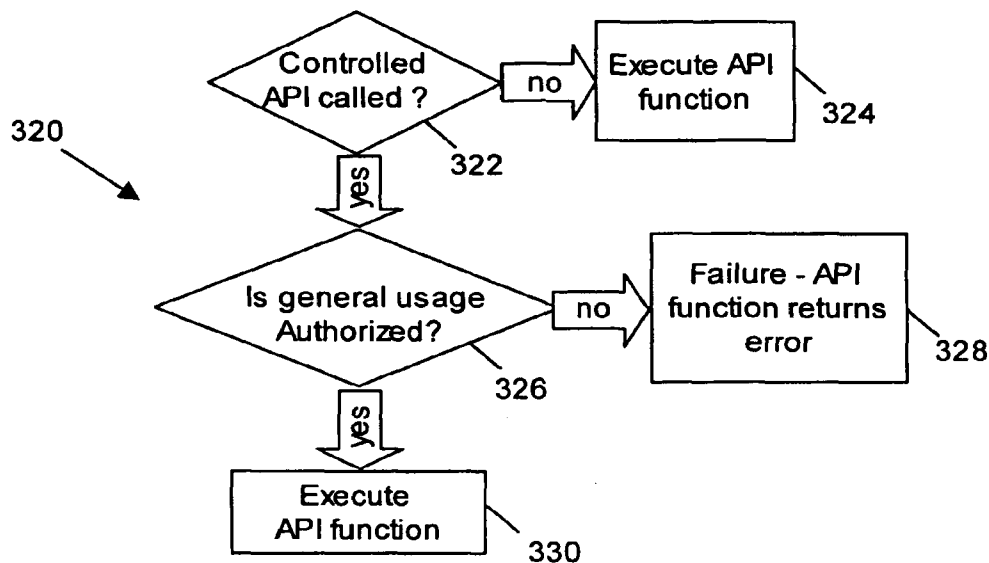 Controlled
API called ?
no
Execute API
function
324
320
322
yes
Is general usage
Authorized?
no
Failure - API
function returns
error
328
326
yes
Execute
API function
330